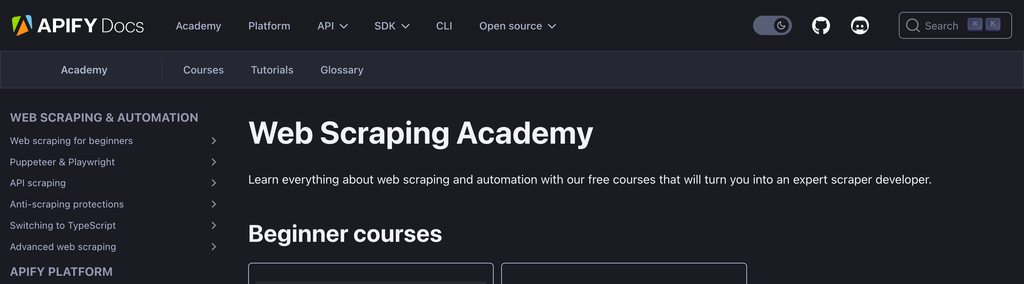 APIFY Docs
Academy Platform API SDK CLI Open source Search ⌘ K
Academy Courses Tutorials Glossary
WEB SCRAPING & AUTOMATION
Web scraping for beginners
Puppeteer & Playwright
API scraping
Anti-scraping protections
Switching to TypeScript
Advanced web scraping
APIFY PLATFORM
Web Scraping Academy
Learn everything about web scraping and automation with our free courses that will turn you into an expert scraper developer.
Beginner courses